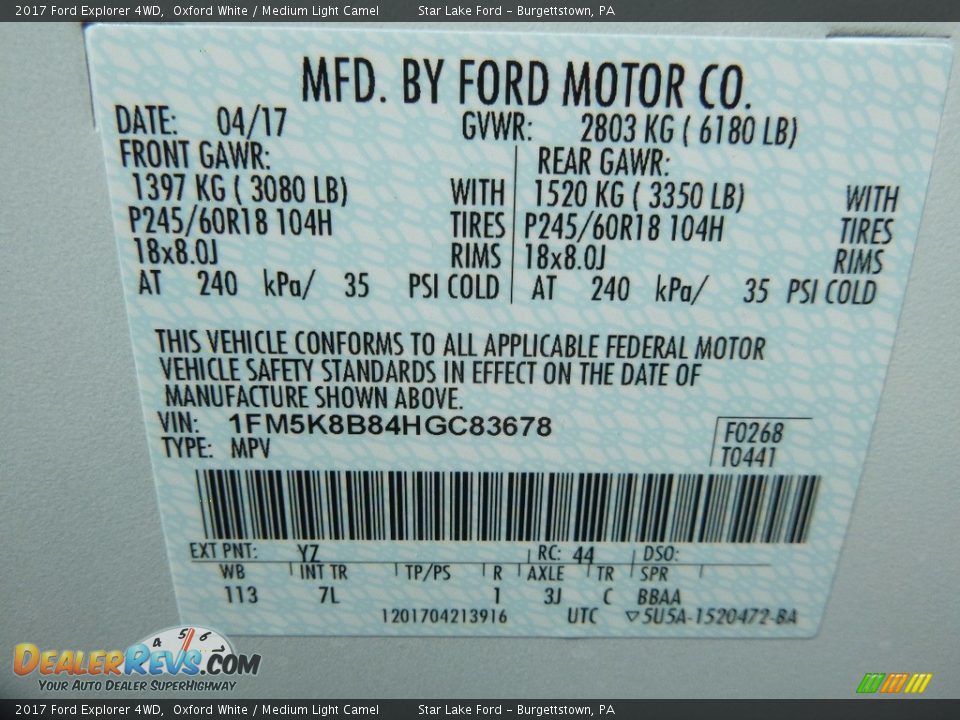 2017 Ford Explorer 4WD, Oxford White / Medium Light Camel Star Lake Ford - Burgettstown, PA
MFD. BY FORD MOTOR CO.
DATE: 04/17 GVWR: 2803 KG ( 6180 LB)
FRONT GAWR: REAR GAWR:
1397 KG ( 3080 LB) WITH 1520 KG ( 3350 LB) WITH
P245/60R18 104H TIRES P245/60R18 104H TIRES
18x8.0J RIMS 18x8.0J RIMS
AT 240 kPa/ 35 PSI COLD AT 240 kPa/ 35 PSI COLD
THIS VEHICLE CONFORMS TO ALL APPLICABLE FEDERAL MOTOR
VEHICLE SAFETY STANDARDS IN EFFECT ON THE DATE OF
MANUFACTURE SHOWN ABOVE.
VIN: 1FM5K8B84HGC83678 F0268
TYPE: MPV T0441
EXT PNT: YZ RC: 44 DSO:
WB INT TR TP/PS R AXLE TR SPR
113 7L 1 3J C BBAA
1201704213916 UTC ▽5U5A-1520472-BA
4 5 6
DEALERREVS.COM
YOUR AUTO DEALER SUPERHIGHWAY
2017 Ford Explorer 4WD, Oxford White / Medium Light Camel Star Lake Ford - Burgettstown, PA